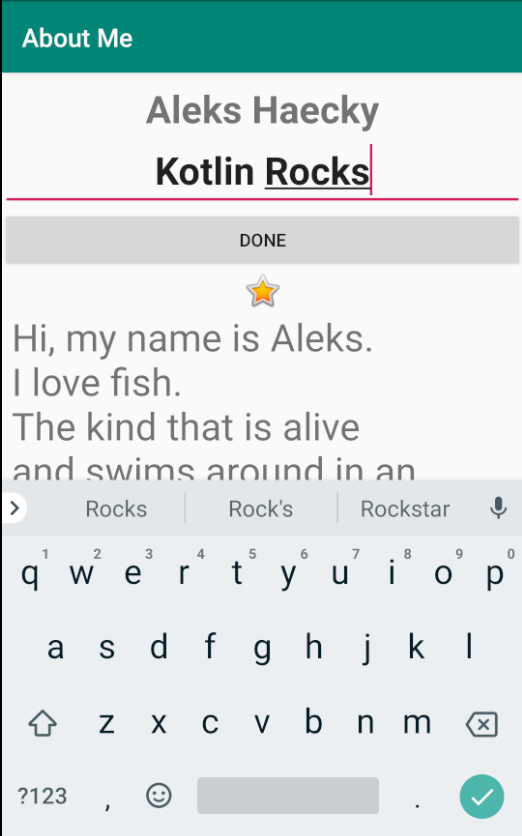 About Me
Aleks Haecky
Kotlin Rocks
DONE
Hi, my name is Aleks.
I love fish.
The kind that is alive
and swims around in an
Rocks Rock's Rockstar
1 2 3 4 5 6 7 8 9 0
q w e r t y u i o p
a s d f g h j k l
z x c v b n m
?123 , .